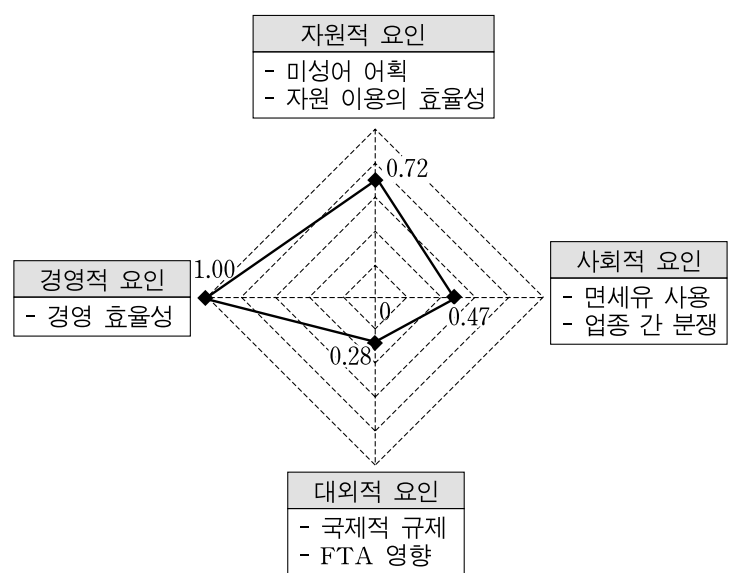 자원적 요인
- 미성어 어획
- 자원 이용의 효율성
0.72
경영적 요인
- 경영 효율성
1.00
사회적 요인
- 면세유 사용
- 업종 간 분쟁
0
0.47
0.28
대외적 요인
- 국제적 규제
- FTA 영향